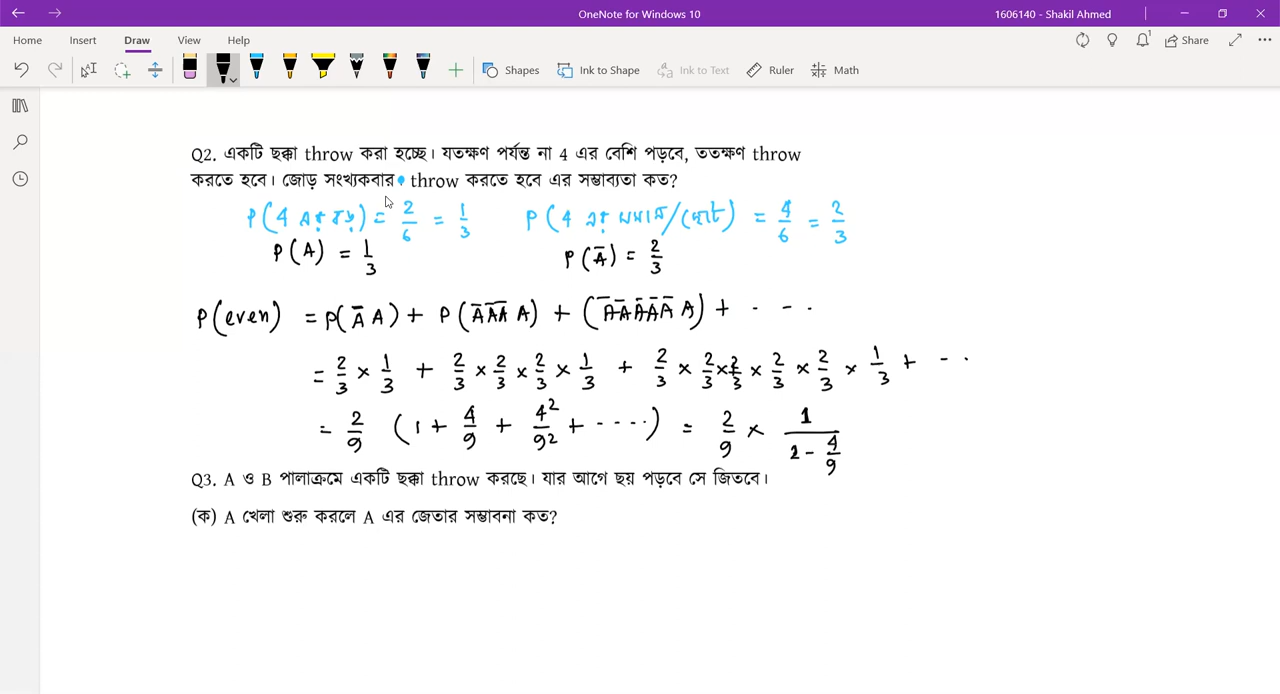 OneNote for Windows 10
1606140 - Shakil Ahmed
Home Insert Draw View Help
Share
Shapes Ink to Shape Ink to Text Ruler Math
Q2. একটি ছক্কা throw করা হচ্ছে। যতক্ষণ পর্যন্ত না 4 এর বেশি পড়বে, ততক্ষণ throw
করতে হবে। জোড় সংখ্যকবার throw করতে হবে এর সম্ভাব্যতা কত?
P(4 এর বড়) = 2/6 = 1/3 P(4 এর সমান/ছোট) = 4/6 = 2/3
P(A) = 1/3 P(Ā) = 2/3
P(even) = P(Ā A) + P(Ā Ā Ā A) + (Ā Ā Ā Ā Ā A) + - - -
= 2/3 × 1/3 + 2/3 × 2/3 × 2/3 × 1/3 + 2/3 × 2/3 × 2/3 × 2/3 × 2/3 × 1/3 + - - -
= 2/9 (1 + 4/9 + 4²/9² + - - - -) = 2/9 × 1/(1 - 4/9)
Q3. A ও B পালাক্রমে একটি ছক্কা throw করছে। যার আগে ছয় পড়বে সে জিতবে।
(ক) A খেলা শুরু করলে A এর জেতার সম্ভাবনা কত?